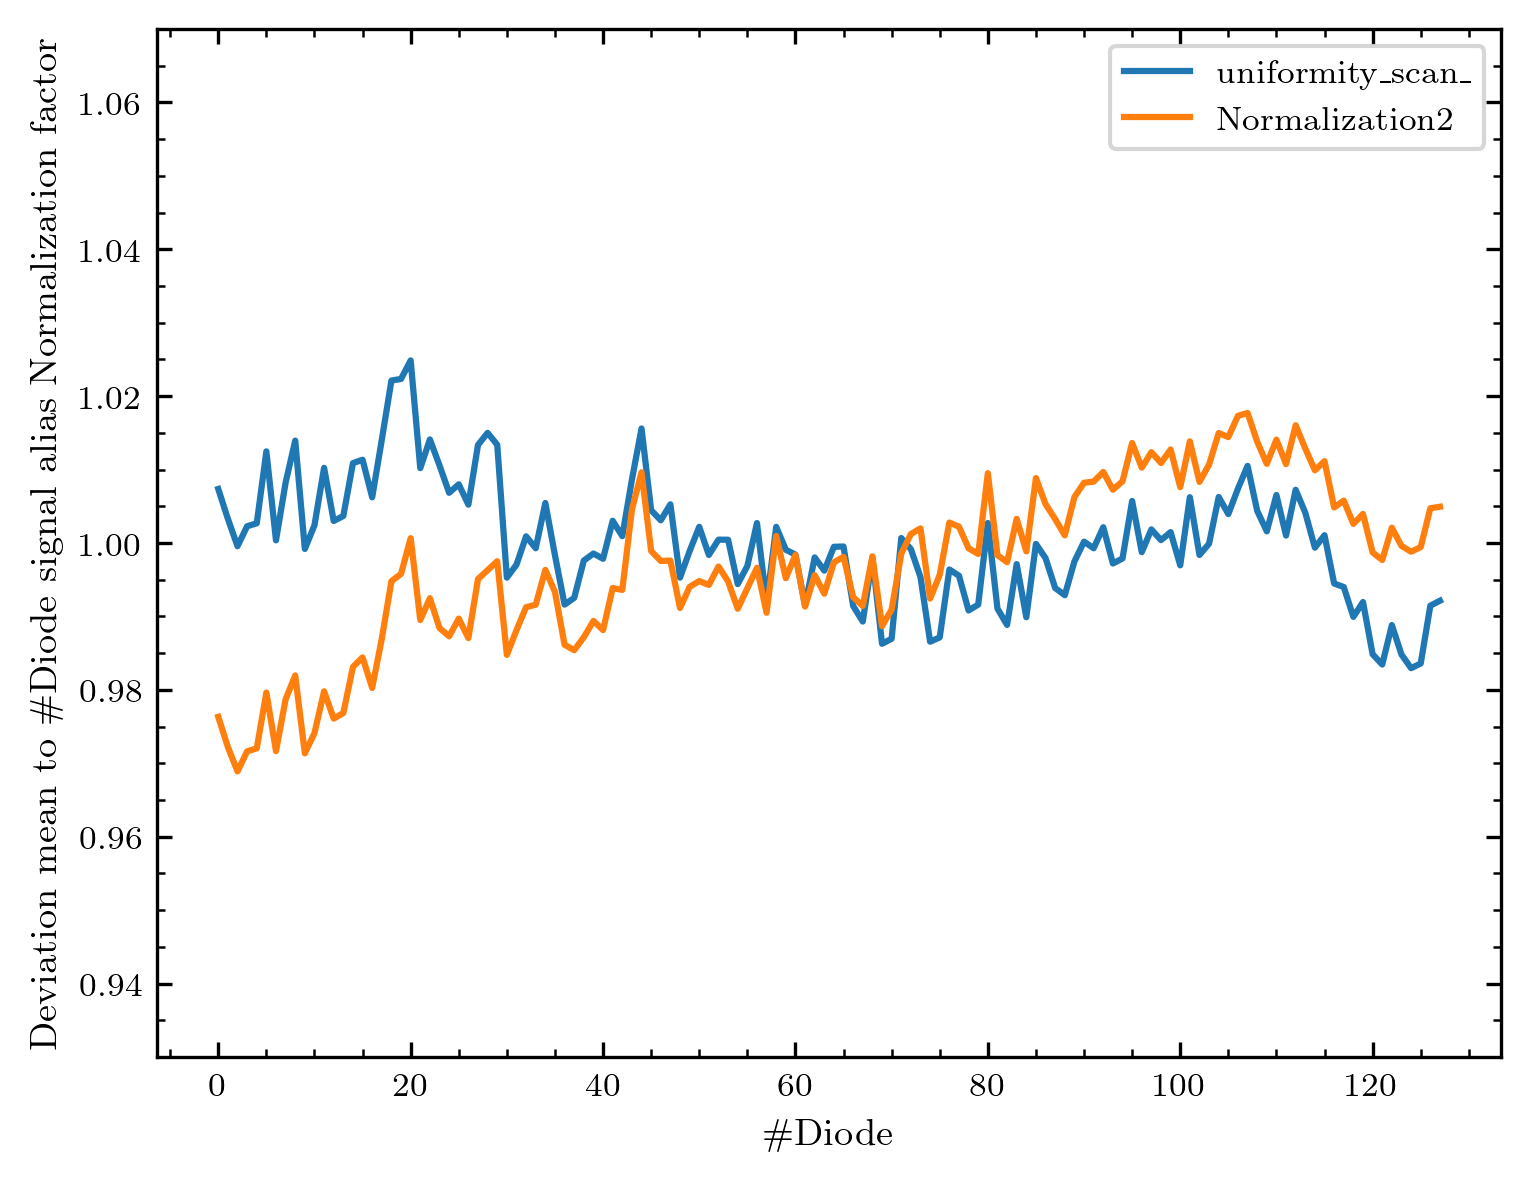 Deviation mean to #Diode signal alias Normalization factor
1.06
1.04
1.02
1.00
0.98
0.96
0.94
uniformity_scan_
Normalization2
0 20 40 60 80 100 120
#Diode